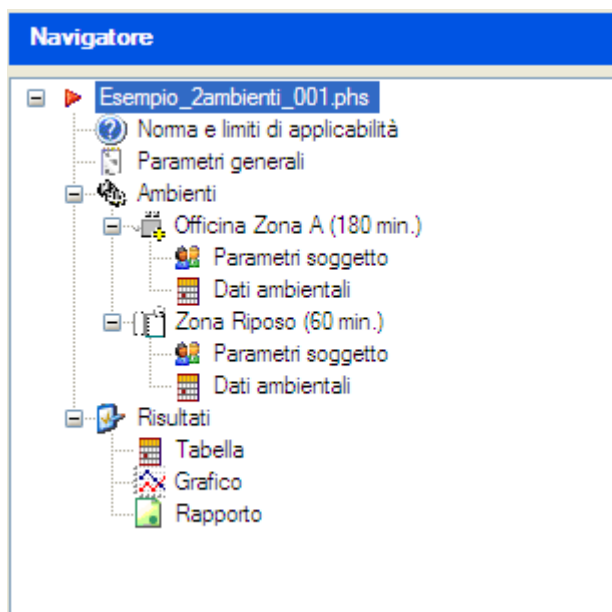 Navigatore
Esempio_2ambienti_001.phs
Norma e limiti di applicabilità
Parametri generali
Ambienti
Officina Zona A (180 min.)
Parametri soggetto
Dati ambientali
Zona Riposo (60 min.)
Parametri soggetto
Dati ambientali
Risultati
Tabella
Grafico
Rapporto